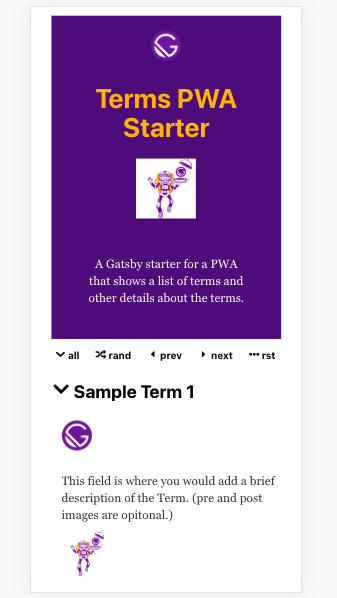 Terms PWA
Starter
A Gatsby starter for a PWA
that shows a list of terms and
other details about the terms.
all rand prev next rst
Sample Term 1
This field is where you would add a brief
description of the Term. (pre and post
images are opitonal.)